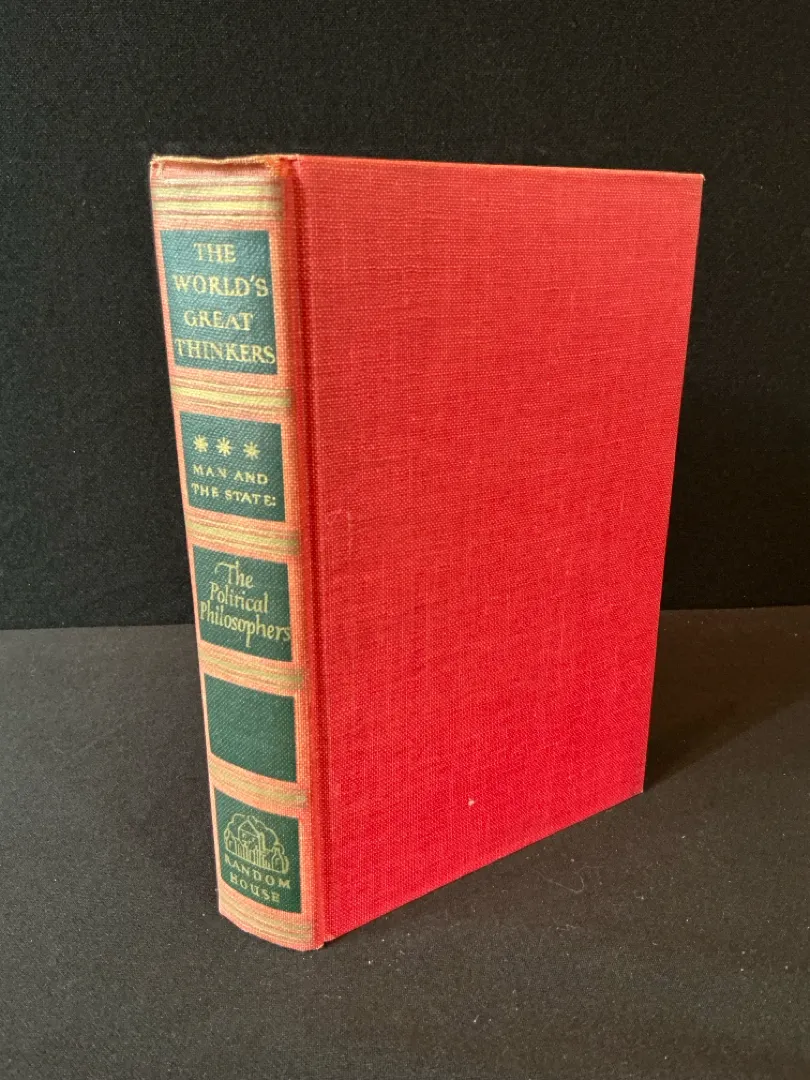 THE
WORLD'S
GREAT
THINKERS
MAN AND
THE STATE:
The
Political
Philosophers
RANDOM
HOUSE